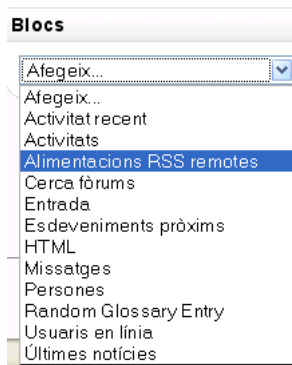 Blocs
Afegeix...
Afegeix...
Activitat recent
Activitats
Alimentacions RSS remotes
Cerca fòrums
Entrada
Esdeveniments pròxims
HTML
Missatges
Persones
Random Glossary Entry
Usuaris en línia
Últimes notícies